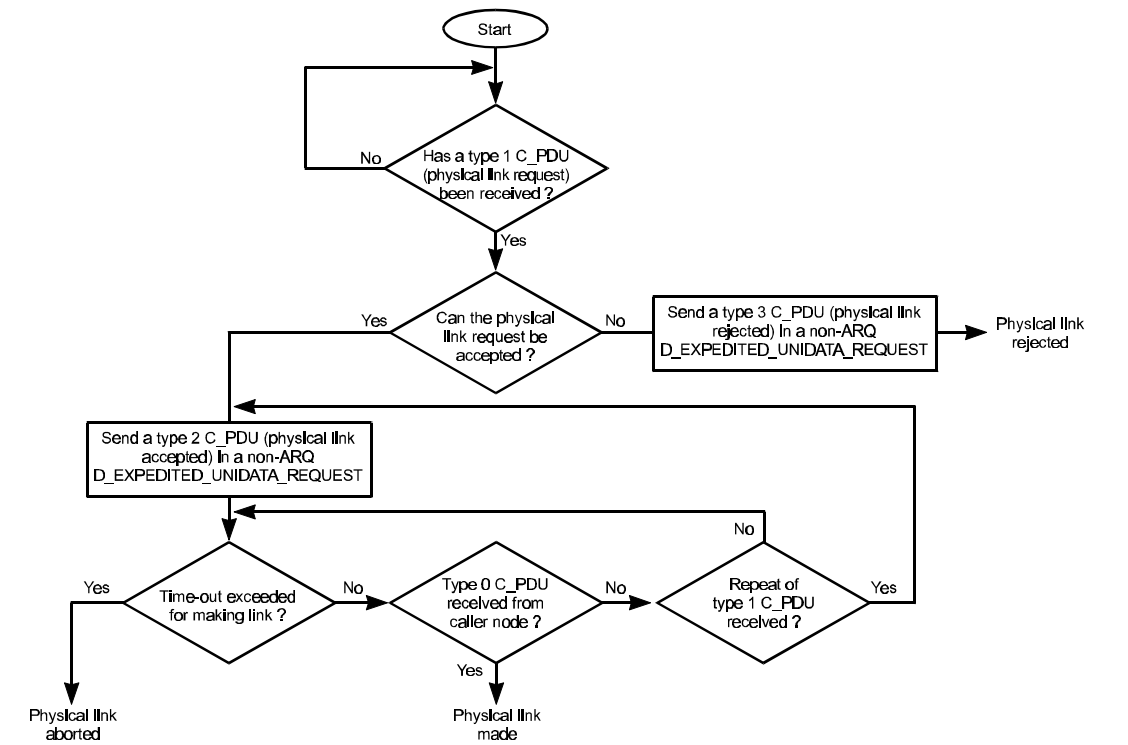 Start
No
Has a type 1 C_PDU
(physical link request)
been received ?
Yes
Yes
Can the physical
link request be
accepted ?
No
Send a type 3 C_PDU (physical link
rejected) in a non-ARQ
D_EXPEDITED_UNIDATA_REQUEST
Physical link
rejected
Send a type 2 C_PDU (physical link
accepted) in a non-ARQ
D_EXPEDITED_UNIDATA_REQUEST
No
Yes
Time-out exceeded
for making link ?
No
Type 0 C_PDU
received from
caller node ?
No
Repeat of
type 1 C_PDU
received ?
Yes
Yes
Physical link
aborted
Physical link
made